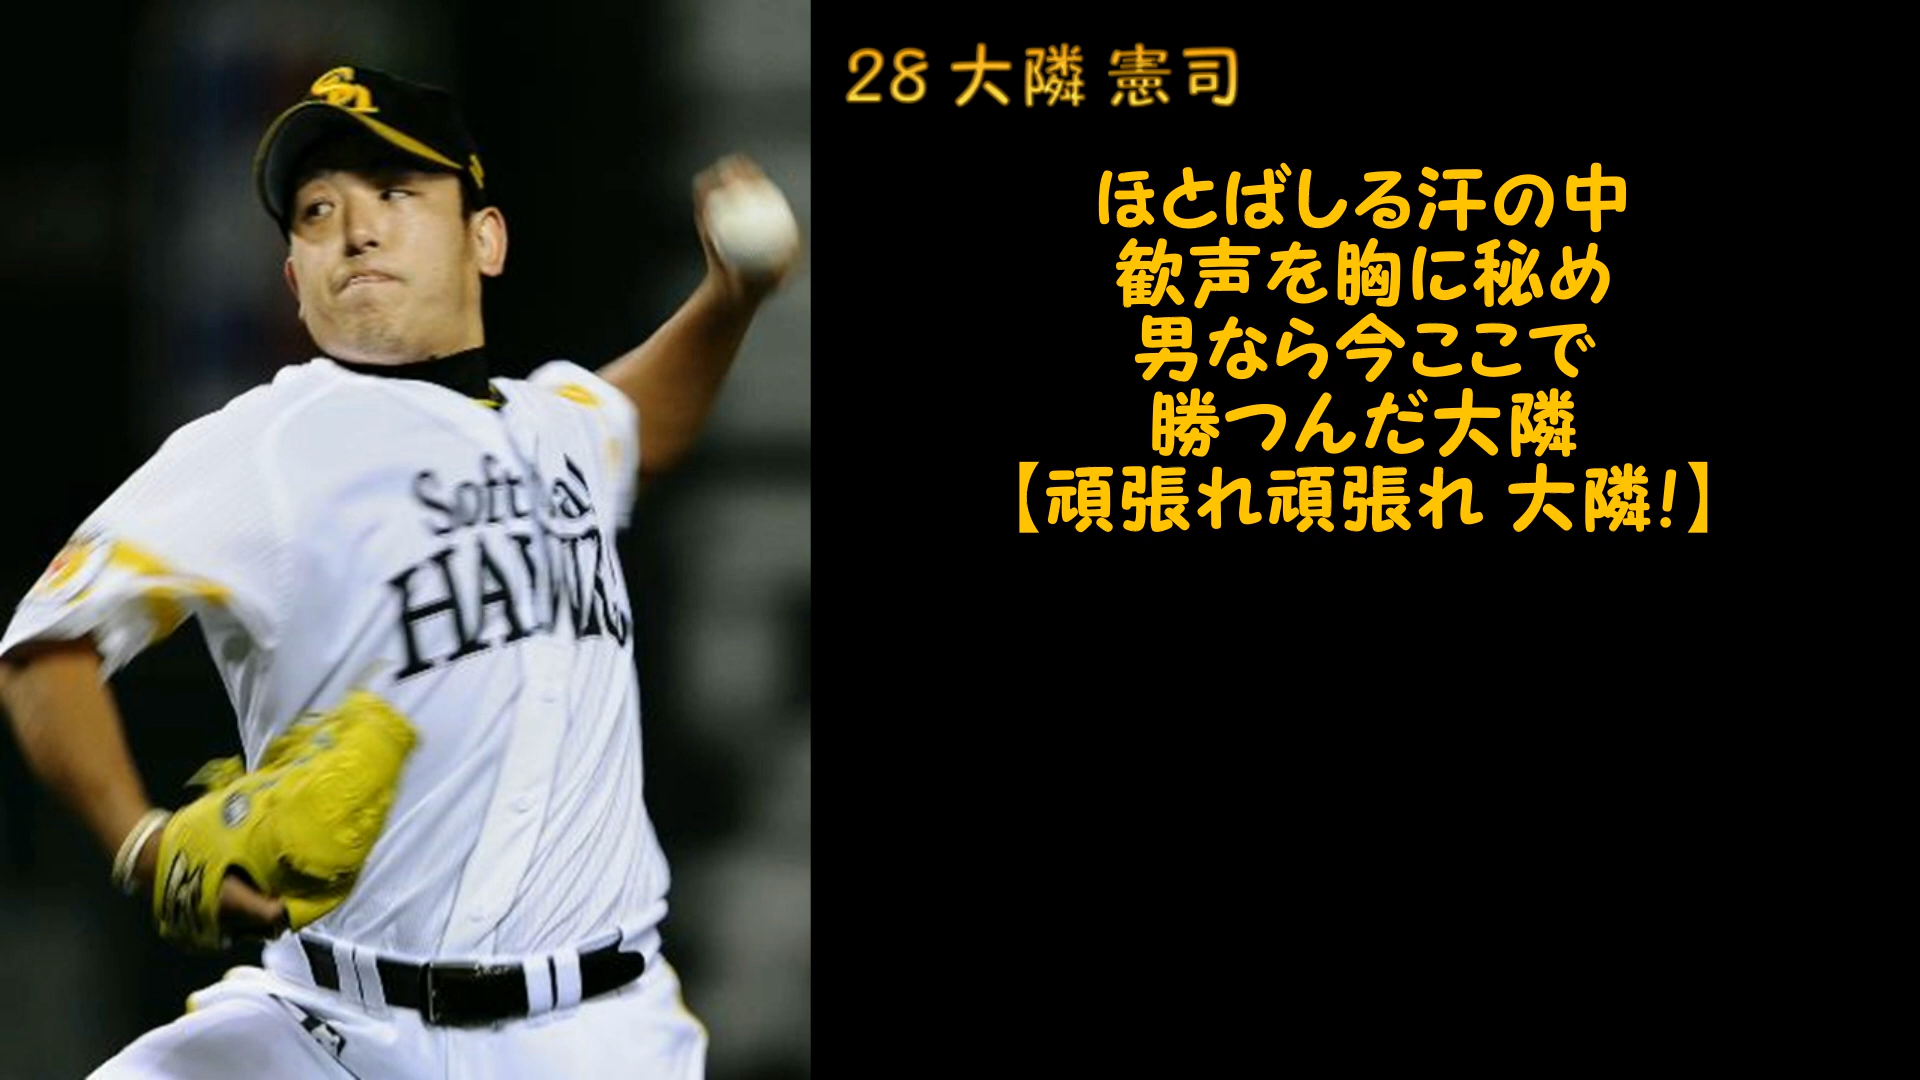 28 大隣 憲司
ほとばしる汗の中
歓声を胸に秘め
男なら今ここで
勝つんだ大隣
【頑張れ頑張れ 大隣!】
SoftBank
HAWKS